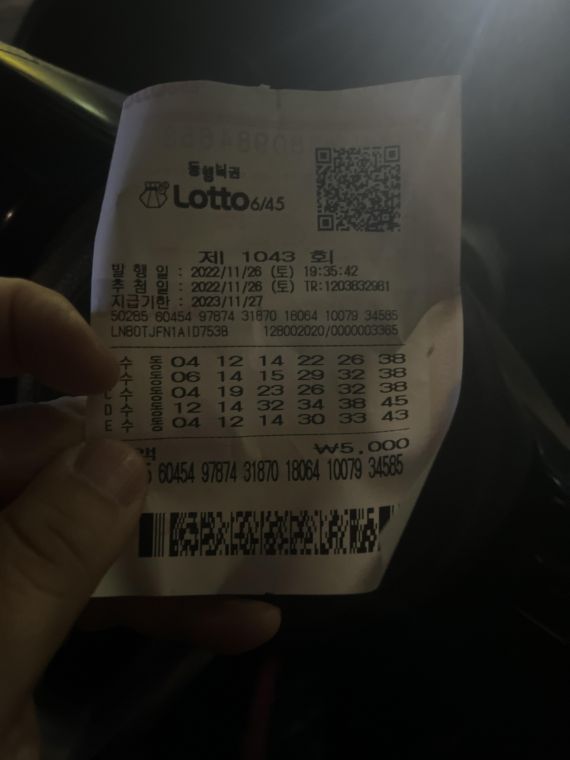 동행복권
Lotto 6/45
제 1043 회
발 행 일 : 2022/11/26 (토) 19:35:42
추 첨 일 : 2022/11/26 (토) TR:1203832981
지급기한 : 2023/11/27
50285 60454 97874 31870 18064 10079 34585
LNBOTJFN1AID753B 128002020/0000003365
수 동 04 12 14 22 26 38
수 동 06 14 15 29 32 38
C 수 동 04 19 23 26 32 38
D 수 동 12 14 32 34 38 45
E 수 동 04 12 14 30 33 43
₩5,000
60454 97874 31870 18064 10079 34585